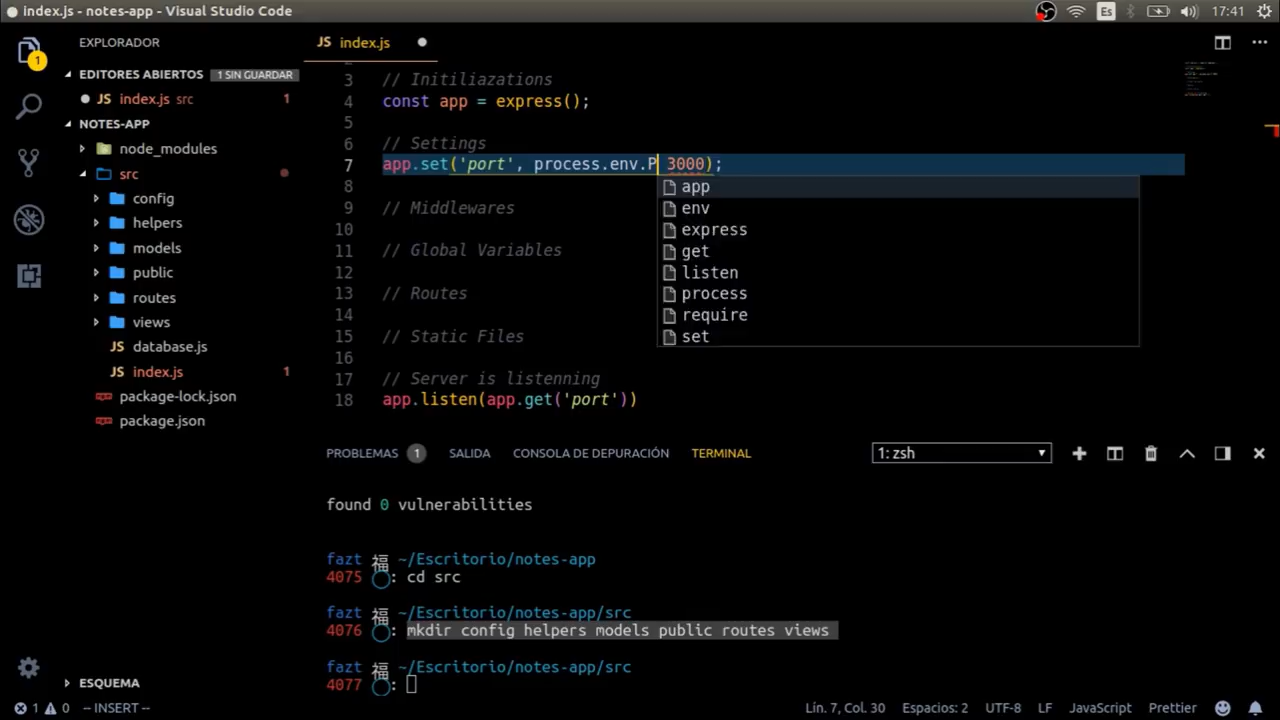 index.js - notes-app - Visual Studio Code
Es
17:41
EXPLORADOR
1
JS index.js
EDITORES ABIERTOS 1 SIN GUARDAR
JS index.js src 1
NOTES-APP
node_modules
src
config
helpers
models
public
routes
views
JS database.js
JS index.js 1
package-lock.json
package.json
ESQUEMA
3 // Initiliazations
4 const app = express();
5
6 // Settings
7 app.set('port', process.env.P 3000);
8
9 // Middlewares
10
11 // Global Variables
12
13 // Routes
14
15 // Static Files
16
17 // Server is listenning
18 app.listen(app.get('port'))
app
env
express
get
listen
process
require
set
PROBLEMAS 1 SALIDA CONSOLA DE DEPURACIÓN TERMINAL 1: zsh
found 0 vulnerabilities
fazt 福 ~/Escritorio/notes-app
4075 : cd src
fazt 福 ~/Escritorio/notes-app/src
4076 : mkdir config helpers models public routes views
fazt 福 ~/Escritorio/notes-app/src
4077 :
1 0 -- INSERT -- Lín. 7, Col. 30 Espacios: 2 UTF-8 LF JavaScript Prettier